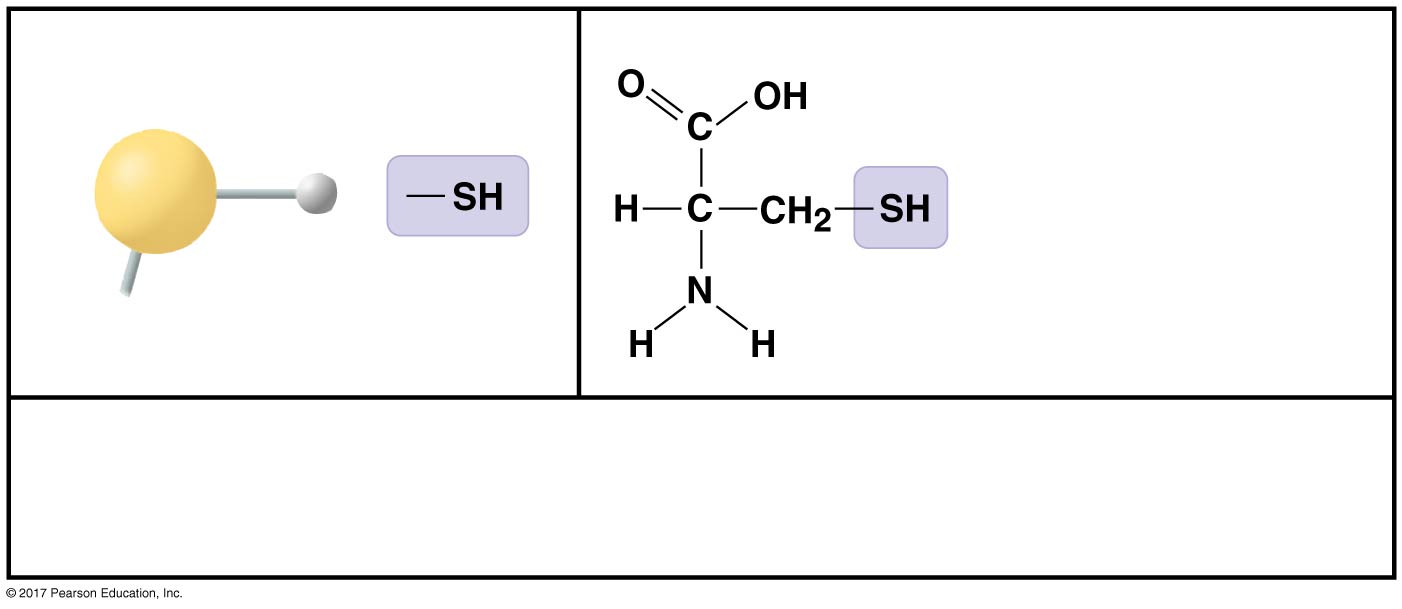 —SH
O
OH
C
H—C—CH₂—SH
N
H H
© 2017 Pearson Education, Inc.